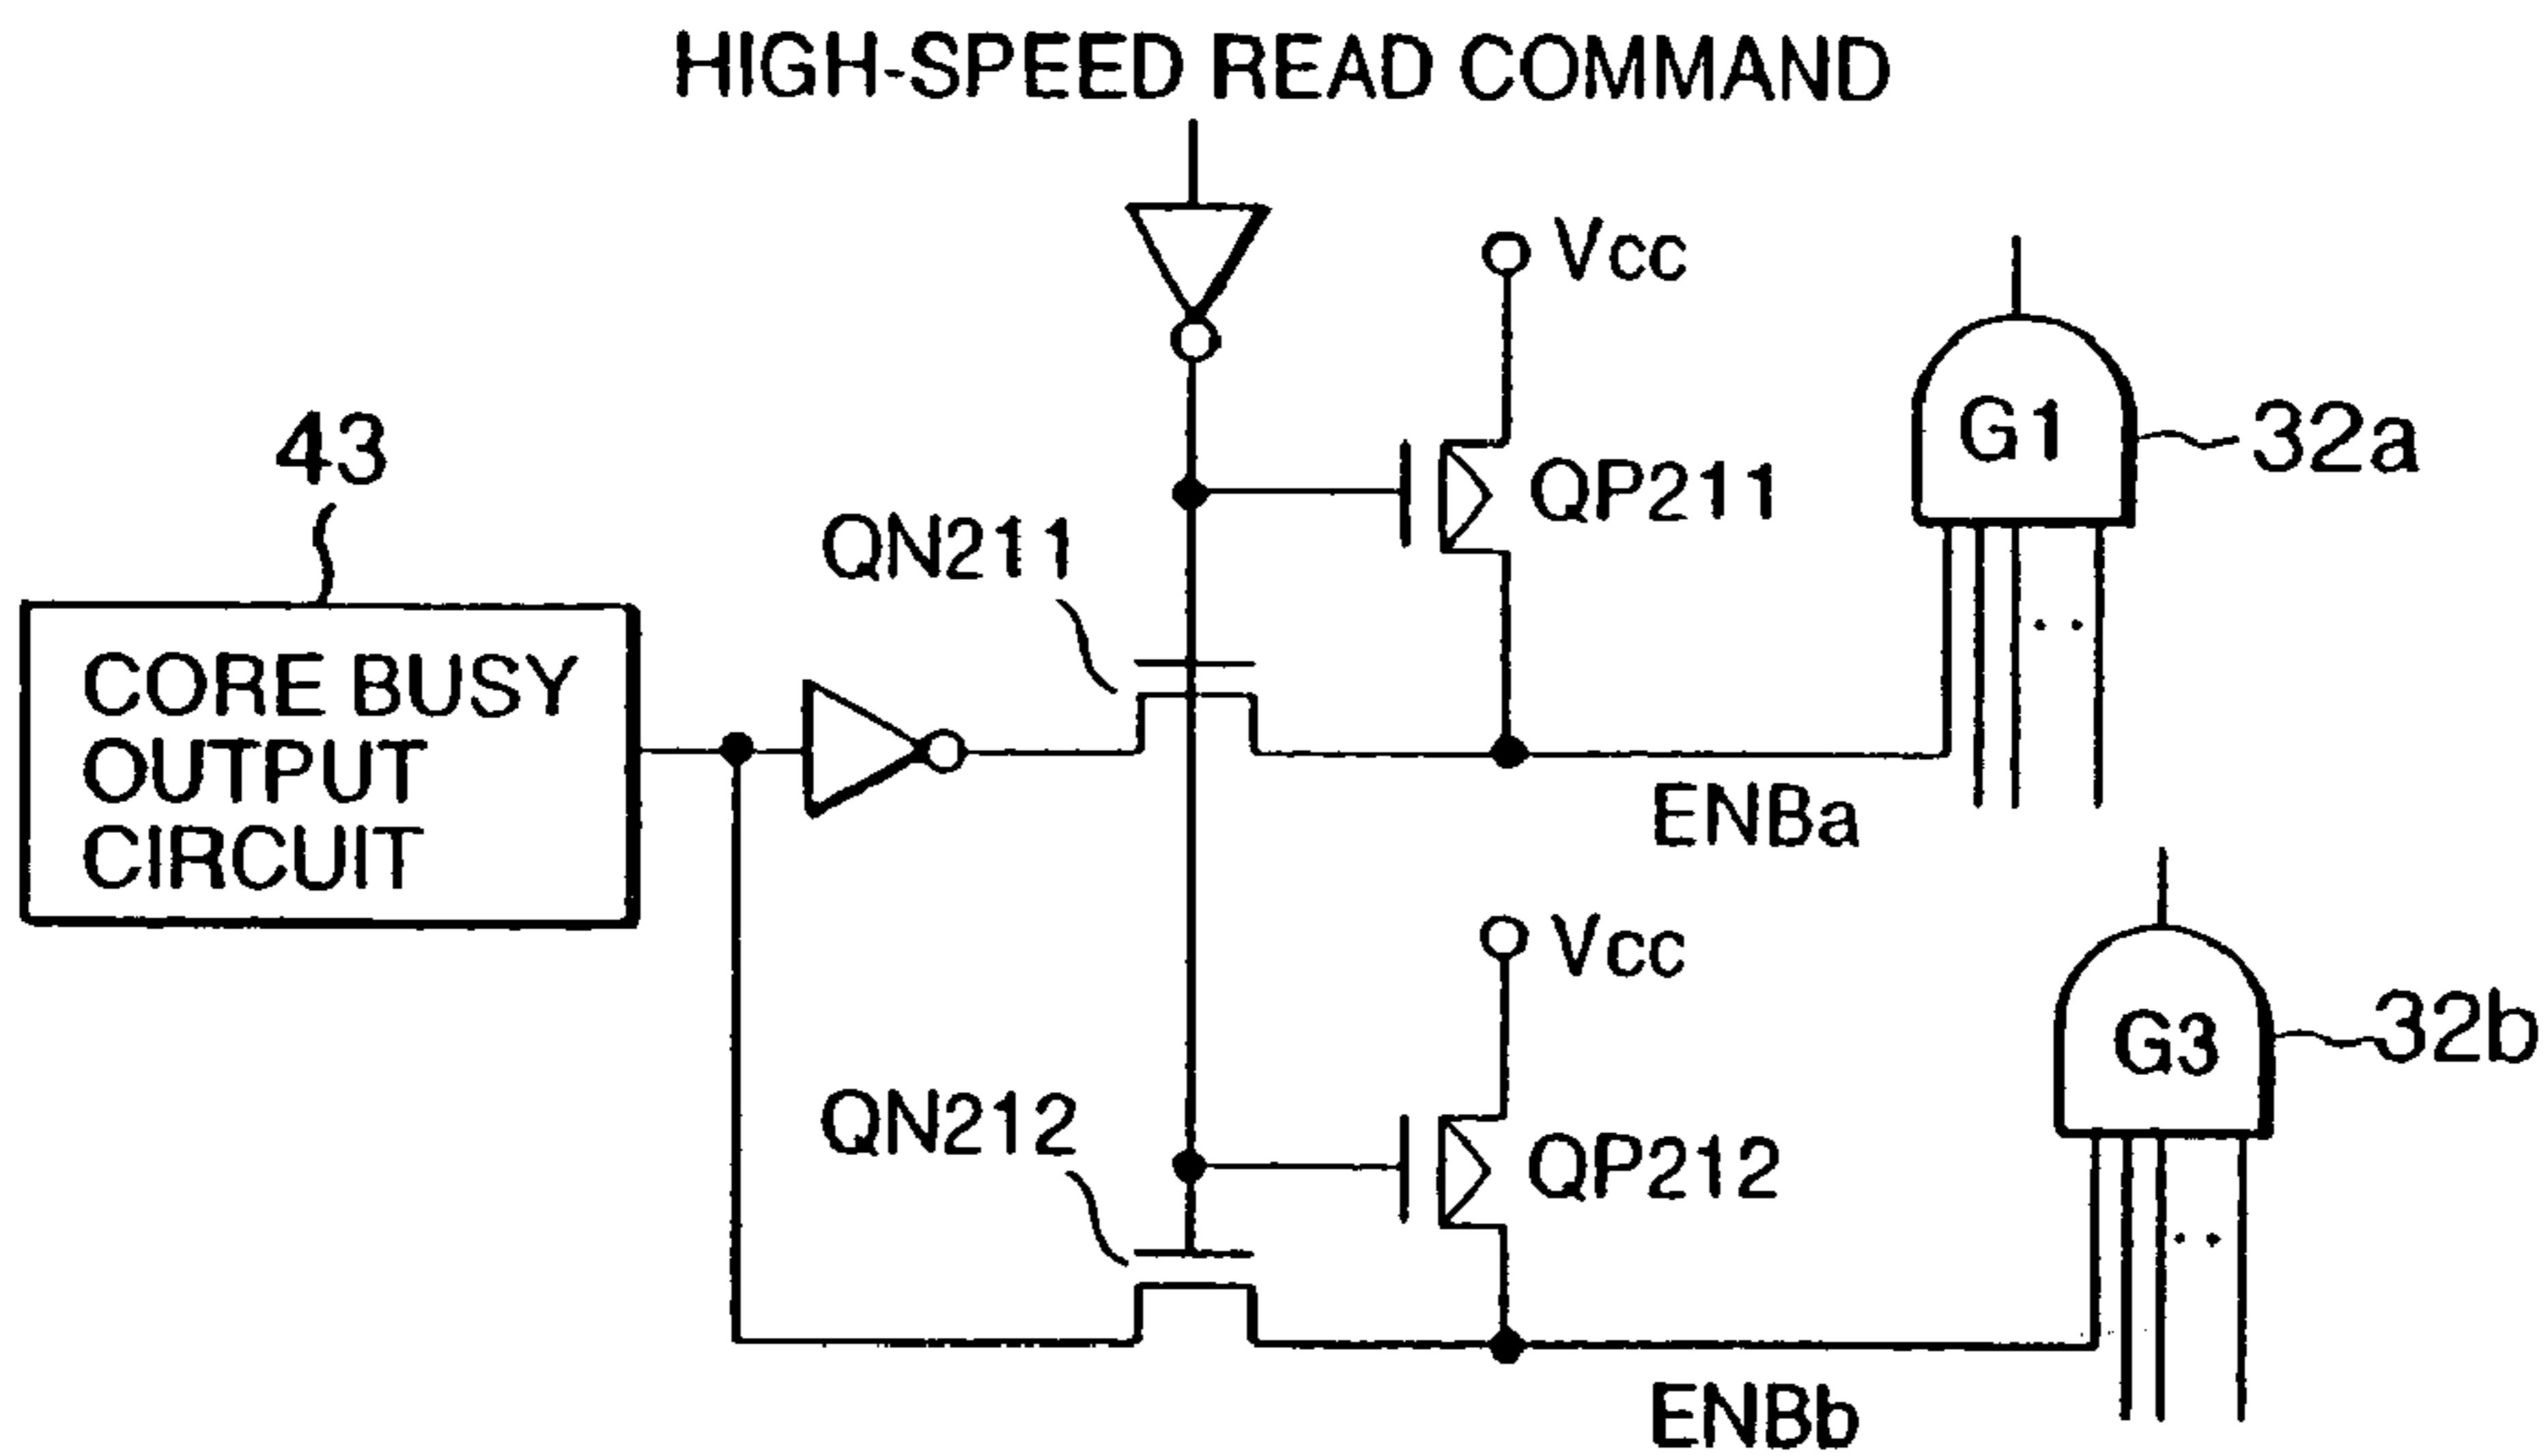 HIGH-SPEED READ COMMAND
Vcc
G1
32a
43
QP211
QN211
CORE BUSY
OUTPUT
CIRCUIT
ENBa
Vcc
G3
32b
QN212
QP212
ENBb